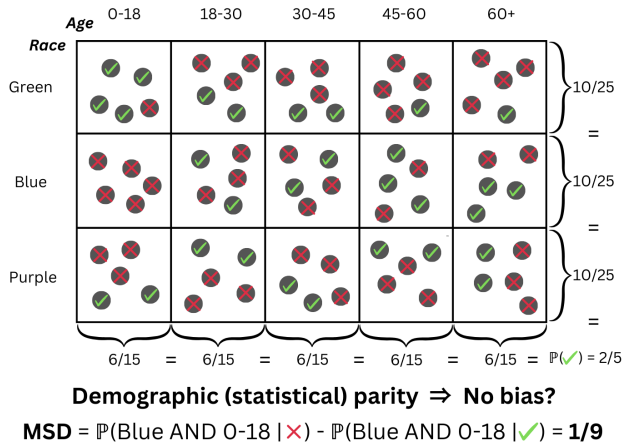 Age 0-18 18-30 30-45 45-60 60+
Race
Green 10/25
=
Blue 10/25
=
Purple 10/25
=
6/15 = 6/15 = 6/15 = 6/15 = 6/15 = ℙ(✓) = 2/5
Demographic (statistical) parity ⇒ No bias?
MSD = ℙ(Blue AND 0-18 | ✕) - ℙ(Blue AND 0-18 | ✓) = 1/9